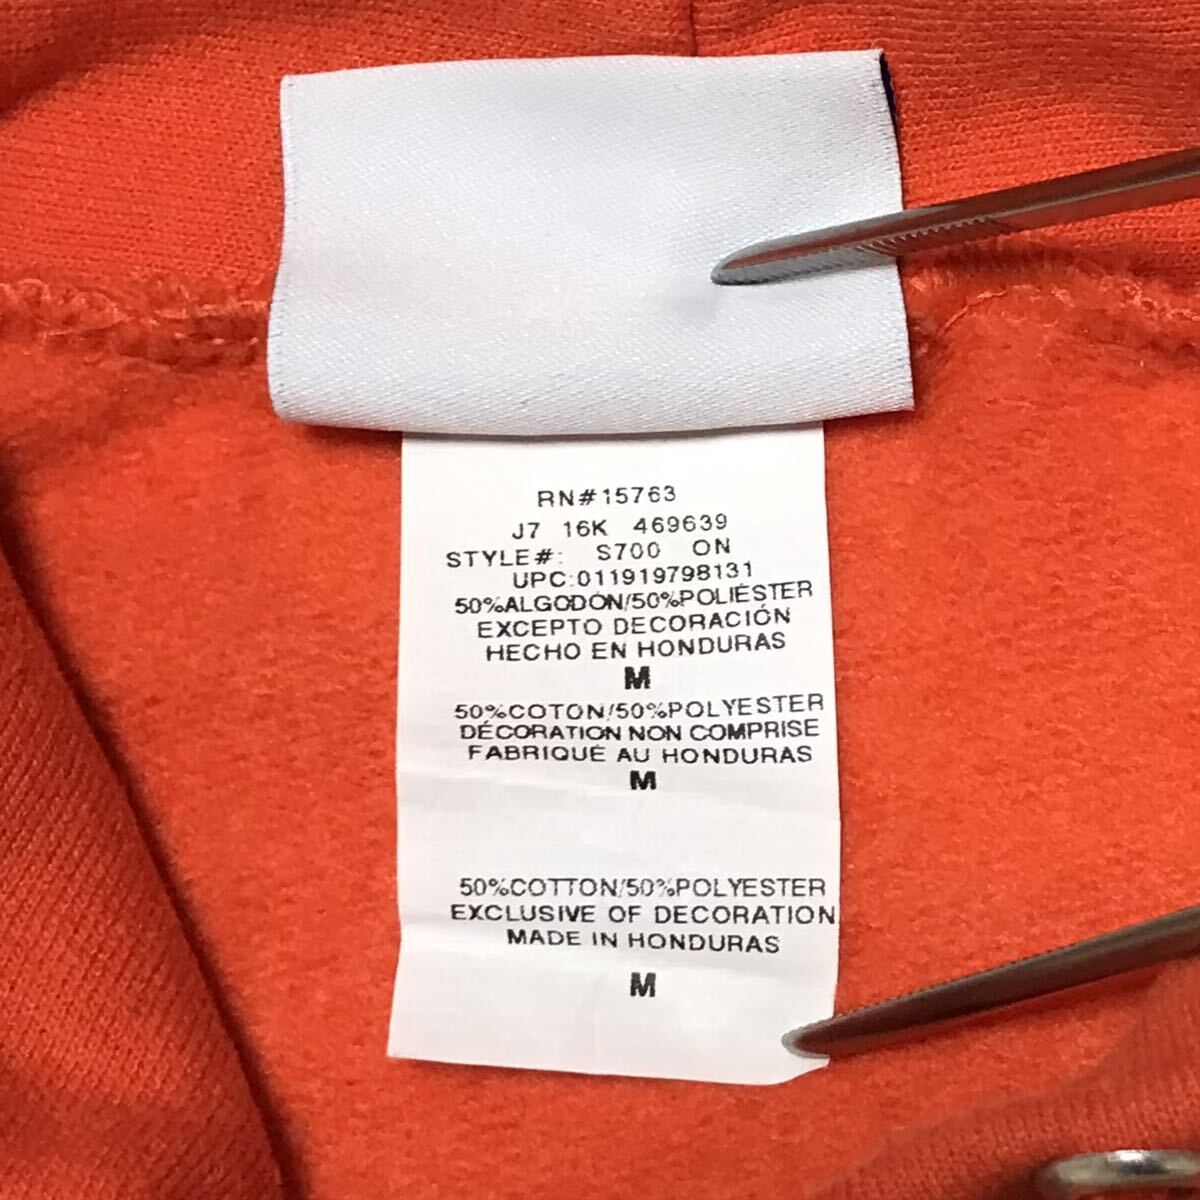 RN#15763
J7 16K 469639
STYLE#: S700 ON
UPC:011919798131
50%ALGODÓN/50%POLIÉSTER
EXCEPTO DECORACIÓN
HECHO EN HONDURAS
M
50%COTON/50%POLYESTER
DÉCORATION NON COMPRISE
FABRIQUÉ AU HONDURAS
M
50%COTTON/50%POLYESTER
EXCLUSIVE OF DECORATION
MADE IN HONDURAS
M